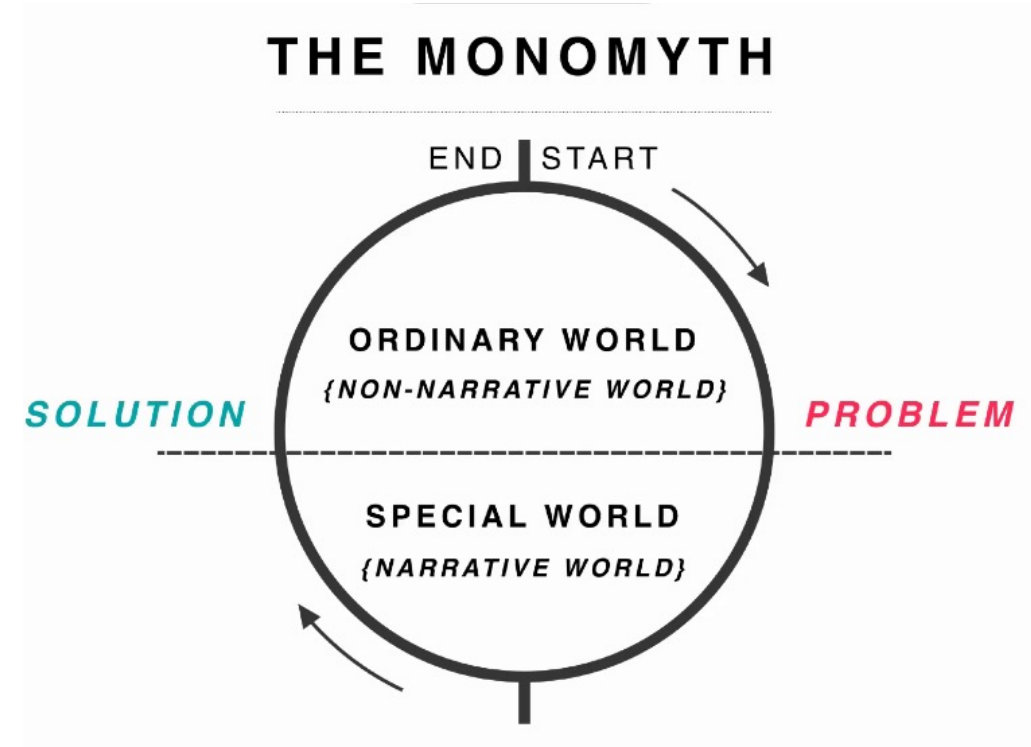 THE MONOMYTH
END START
ORDINARY WORLD
{NON-NARRATIVE WORLD}
SOLUTION PROBLEM
SPECIAL WORLD
{NARRATIVE WORLD}